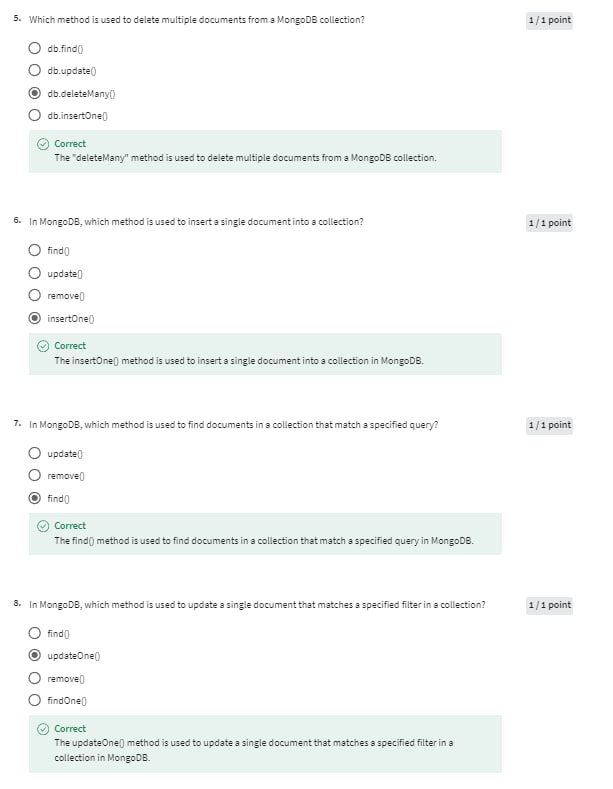 5. Which method is used to delete multiple documents from a MongoDB collection? 1 / 1 point
db.find()
db.update()
db.deleteMany()
db.insertOne()
Correct
The "deleteMany" method is used to delete multiple documents from a MongoDB collection.
6. In MongoDB, which method is used to insert a single document into a collection? 1 / 1 point
find()
update()
remove()
insertOne()
Correct
The insertOne() method is used to insert a single document into a collection in MongoDB.
7. In MongoDB, which method is used to find documents in a collection that match a specified query? 1 / 1 point
update()
remove()
find()
Correct
The find() method is used to find documents in a collection that match a specified query in MongoDB.
8. In MongoDB, which method is used to update a single document that matches a specified filter in a collection? 1 / 1 point
find()
updateOne()
remove()
findOne()
Correct
The updateOne() method is used to update a single document that matches a specified filter in a
collection in MongoDB.